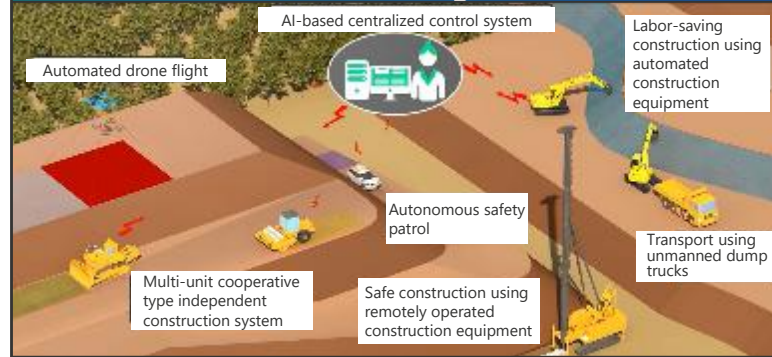 AI-based centralized control system
Automated drone flight
Labor-saving
construction using
automated
construction
equipment
Autonomous safety
patrol
Transport using
unmanned dump
trucks
Multi-unit cooperative
type independent
construction system
Safe construction using
remotely operated
construction equipment